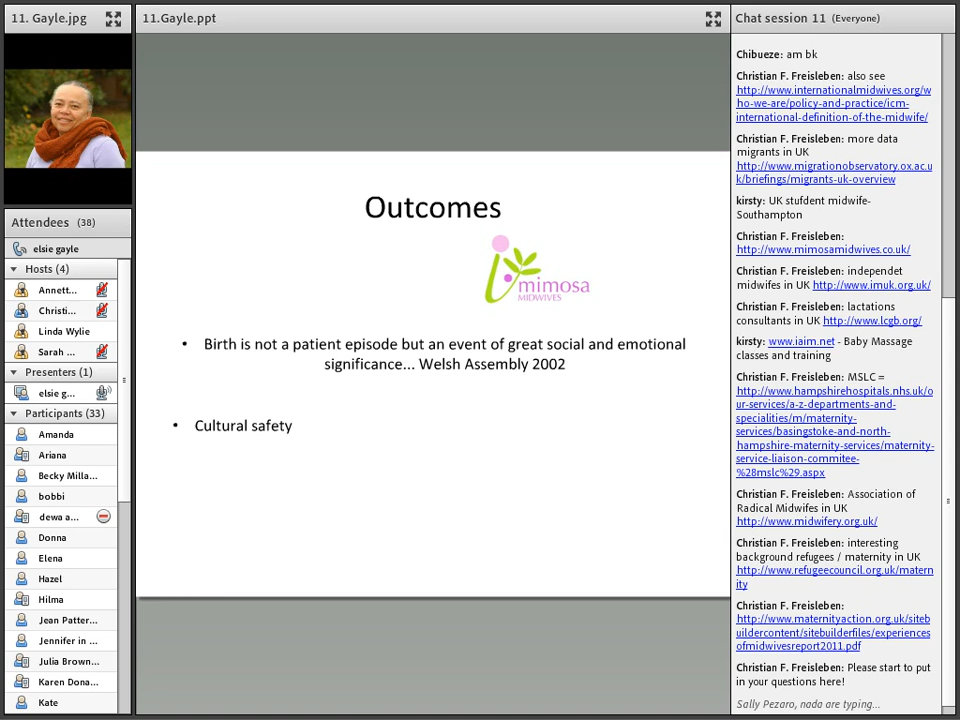 11. Gayle.jpg
Attendees (38)
elsie gayle
Hosts (4)
Annett...
Christi...
Linda Wylie
Sarah ...
Presenters (1)
elsie g...
Participants (33)
Amanda
Ariana
Becky Milla...
bobbi
dewa a...
Donna
Elena
Hazel
Hilma
Jean Patter...
Jennifer in ...
Julia Brown...
Karen Dona...
Kate
11.Gayle.ppt
Outcomes
mimosa
MIDWIVES
• Birth is not a patient episode but an event of great social and emotional
significance... Welsh Assembly 2002
• Cultural safety
Chat session 11 (Everyone)
Chibueze: am bk
Christian F. Freisleben: also see
http://www.internationalmidwives.org/w
ho-we-are/policy-and-practice/icm-
international-definition-of-the-midwife/
Christian F. Freisleben: more data
migrants in UK
http://www.migrationobservatory.ox.ac.u
k/briefings/migrants-uk-overview
kirsty: UK stufdent midwife-
Southampton
Christian F. Freisleben:
http://www.mimosamidwives.co.uk/
Christian F. Freisleben: independet
midwifes in UK http://www.imuk.org.uk/
Christian F. Freisleben: lactations
consultants in UK http://www.lcgb.org/
kirsty: www.iaim.net - Baby Massage
classes and training
Christian F. Freisleben: MSLC =
http://www.hampshirehospitals.nhs.uk/o
ur-services/a-z-departments-and-
specialities/m/maternity-
services/basingstoke-and-north-
hampshire-maternity-services/maternity-
service-liaison-commitee-
%28mslc%29.aspx
Christian F. Freisleben: Association of
Radical Midwifes in UK
http://www.midwifery.org.uk/
Christian F. Freisleben: interesting
background refugees / maternity in UK
http://www.refugeecouncil.org.uk/matern
ity
Christian F. Freisleben:
http://www.maternityaction.org.uk/siteb
uildercontent/sitebuilderfiles/experiences
ofmidwivesreport2011.pdf
Christian F. Freisleben: Please start to put
in your questions here!
Sally Pezaro, nada are typing...